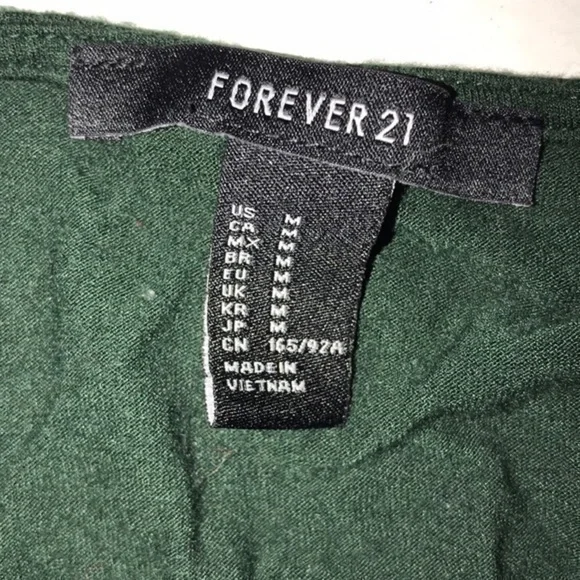 FOREVER 21
US M
CA M
MX M
BR M
EU M
UK M
KR M
JP M
CN 165/92A
MADE IN
VIETNAM